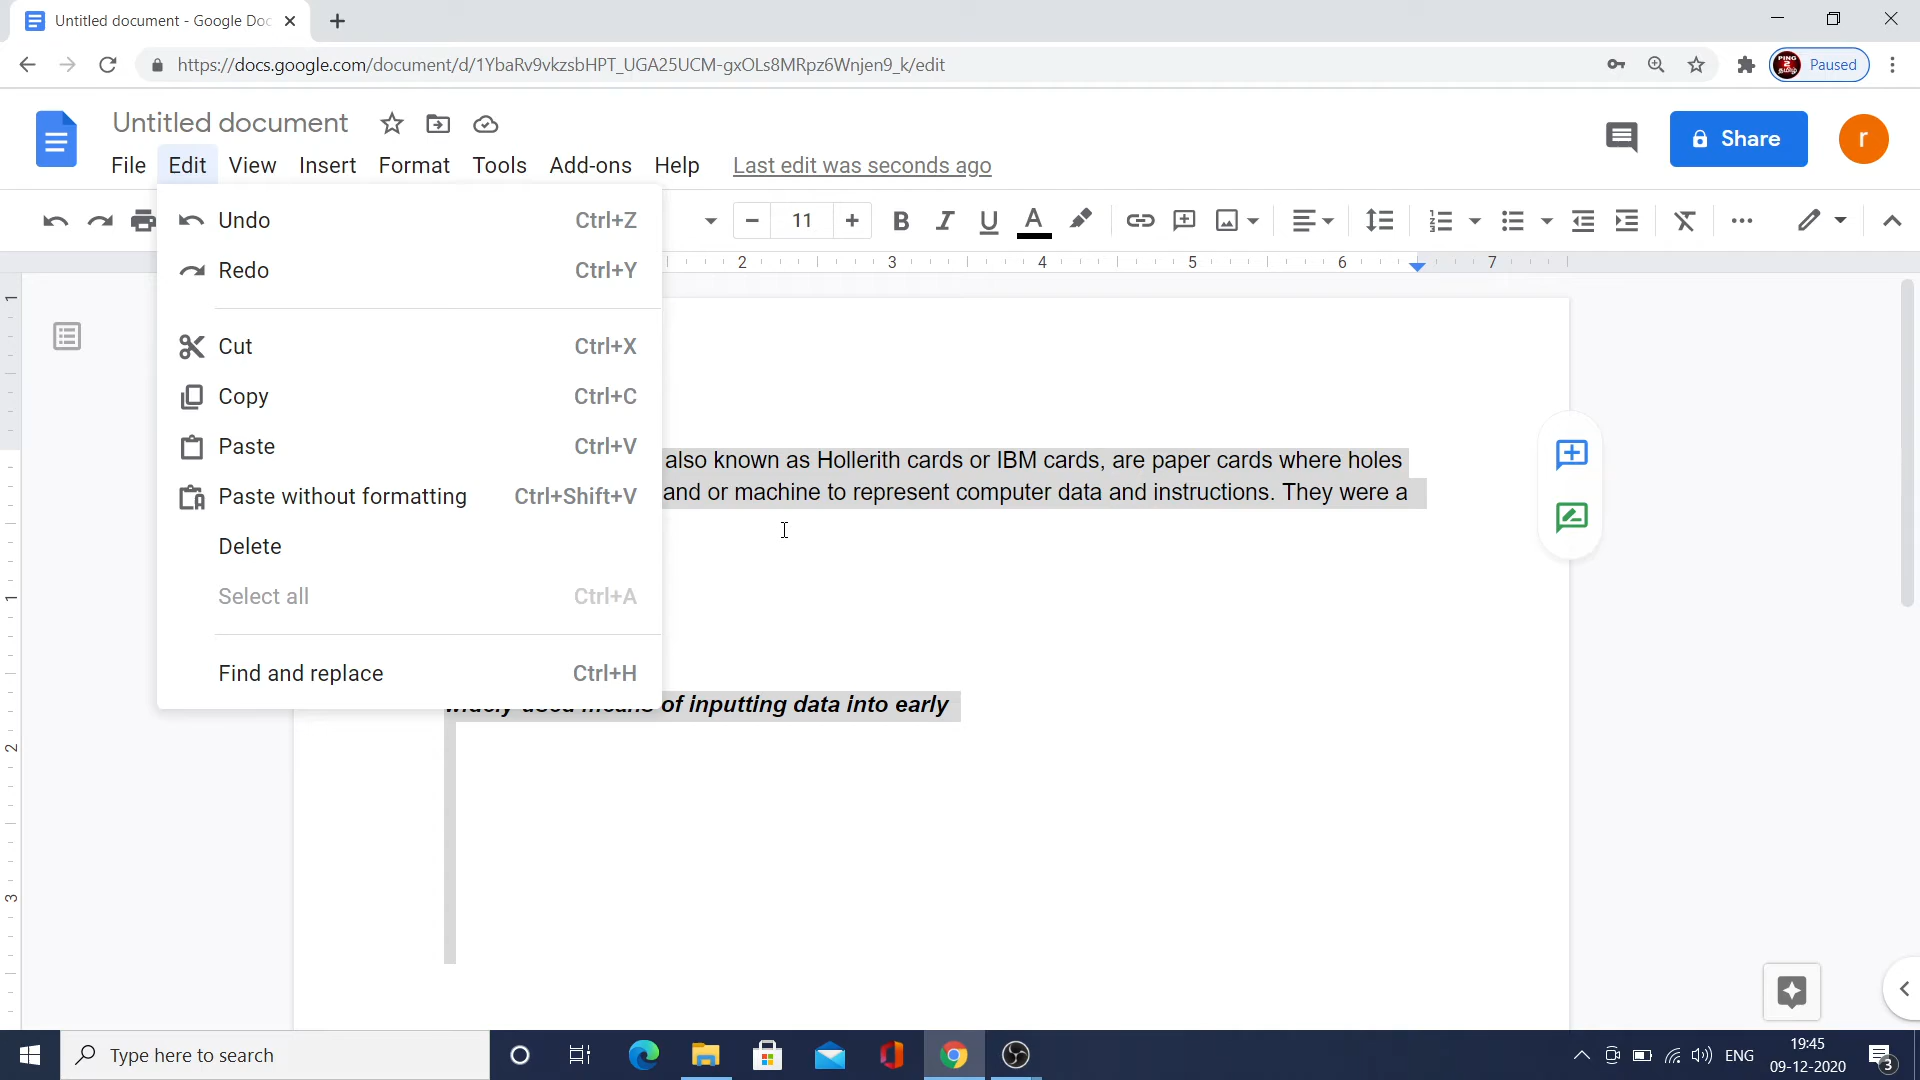 Untitled document - Google Doc
https://docs.google.com/document/d/1YbaRv9vkzsbHPT_UGA25UCM-gxOLs8MRpz6Wnjen9_k/edit
Paused
Untitled document
File Edit View Insert Format Tools Add-ons Help Last edit was seconds ago
Share
r
11
Undo Ctrl+Z
Redo Ctrl+Y
Cut Ctrl+X
Copy Ctrl+C
Paste Ctrl+V
Paste without formatting Ctrl+Shift+V
Delete
Select all Ctrl+A
Find and replace Ctrl+H
2 3 4 5 6 7
1
1
2
3
also known as Hollerith cards or IBM cards, are paper cards where holes
and or machine to represent computer data and instructions. They were a
widely-used means of inputting data into early
Type here to search
ENG
19:45
09-12-2020
3